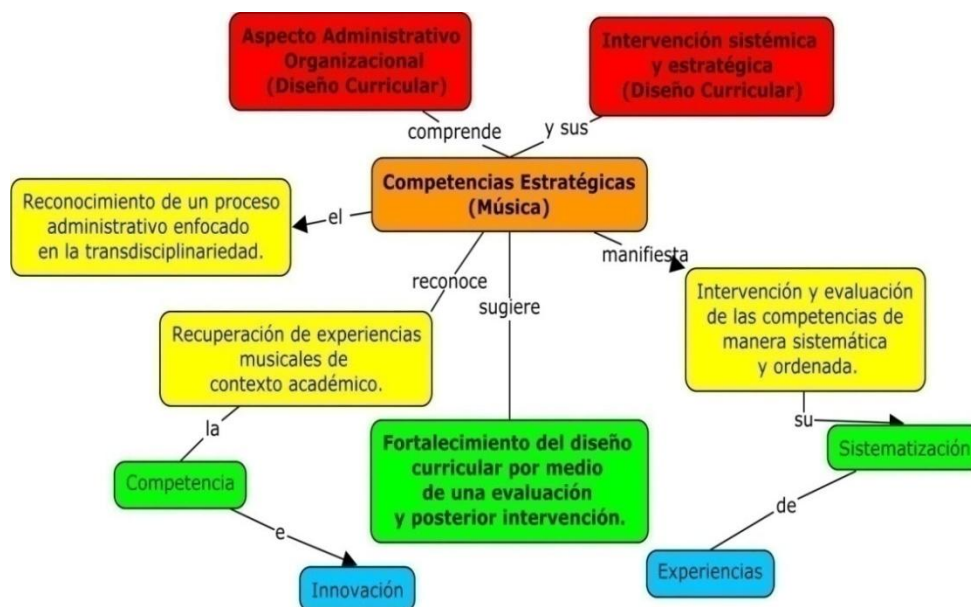 Aspecto Administrativo
Organizacional
(Diseño Curricular)
Intervención sistémica
y estratégica
(Diseño Curricular)
comprende
y sus
Competencias Estratégicas
(Música)
el
Reconocimiento de un proceso
administrativo enfocado
en la transdisciplinariedad.
reconoce
sugiere
manifiesta
Recuperación de experiencias
musicales de
contexto académico.
Intervención y evaluación
de las competencias de
manera sistemática
y ordenada.
la
su
Competencia
Fortalecimiento del diseño
curricular por medio
de una evaluación
y posterior intervención.
Sistematización
e
de
Innovación
Experiencias